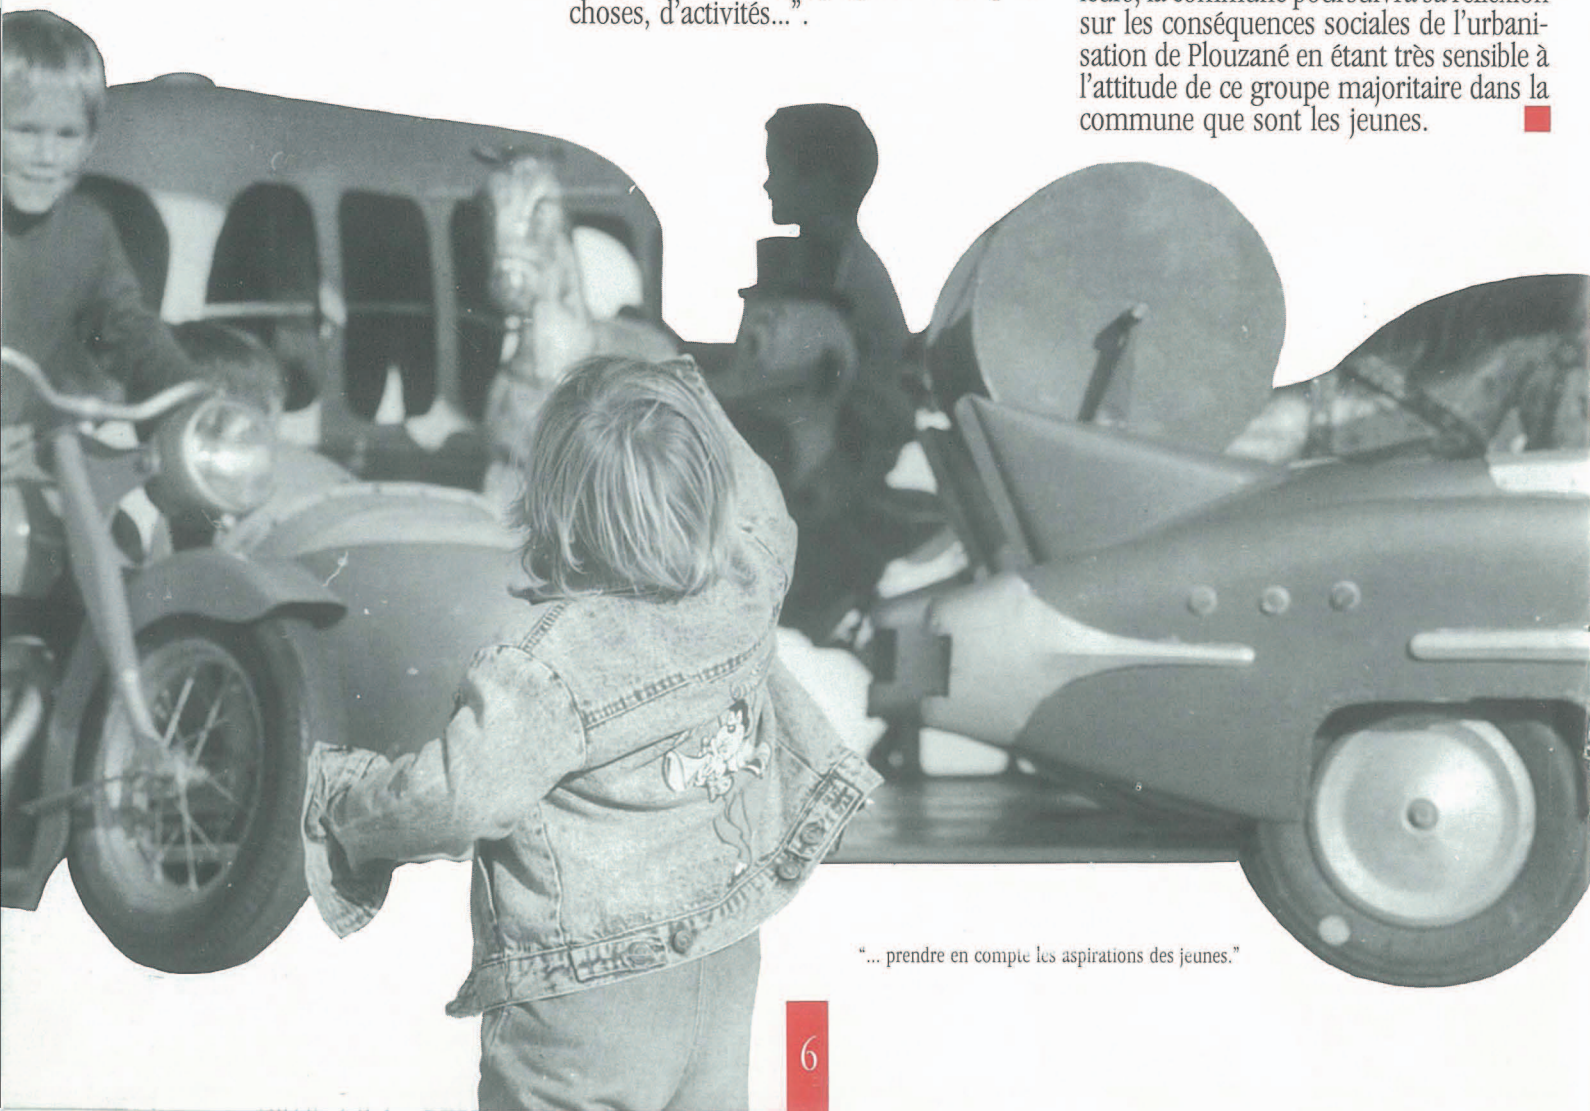 choses, d'activités...”.
sur les conséquences sociales de l'urbani-
sation de Plouzané en étant très sensible à
l'attitude de ce groupe majoritaire dans la
commune que sont les jeunes.
“... prendre en compte les aspirations des jeunes.”
6